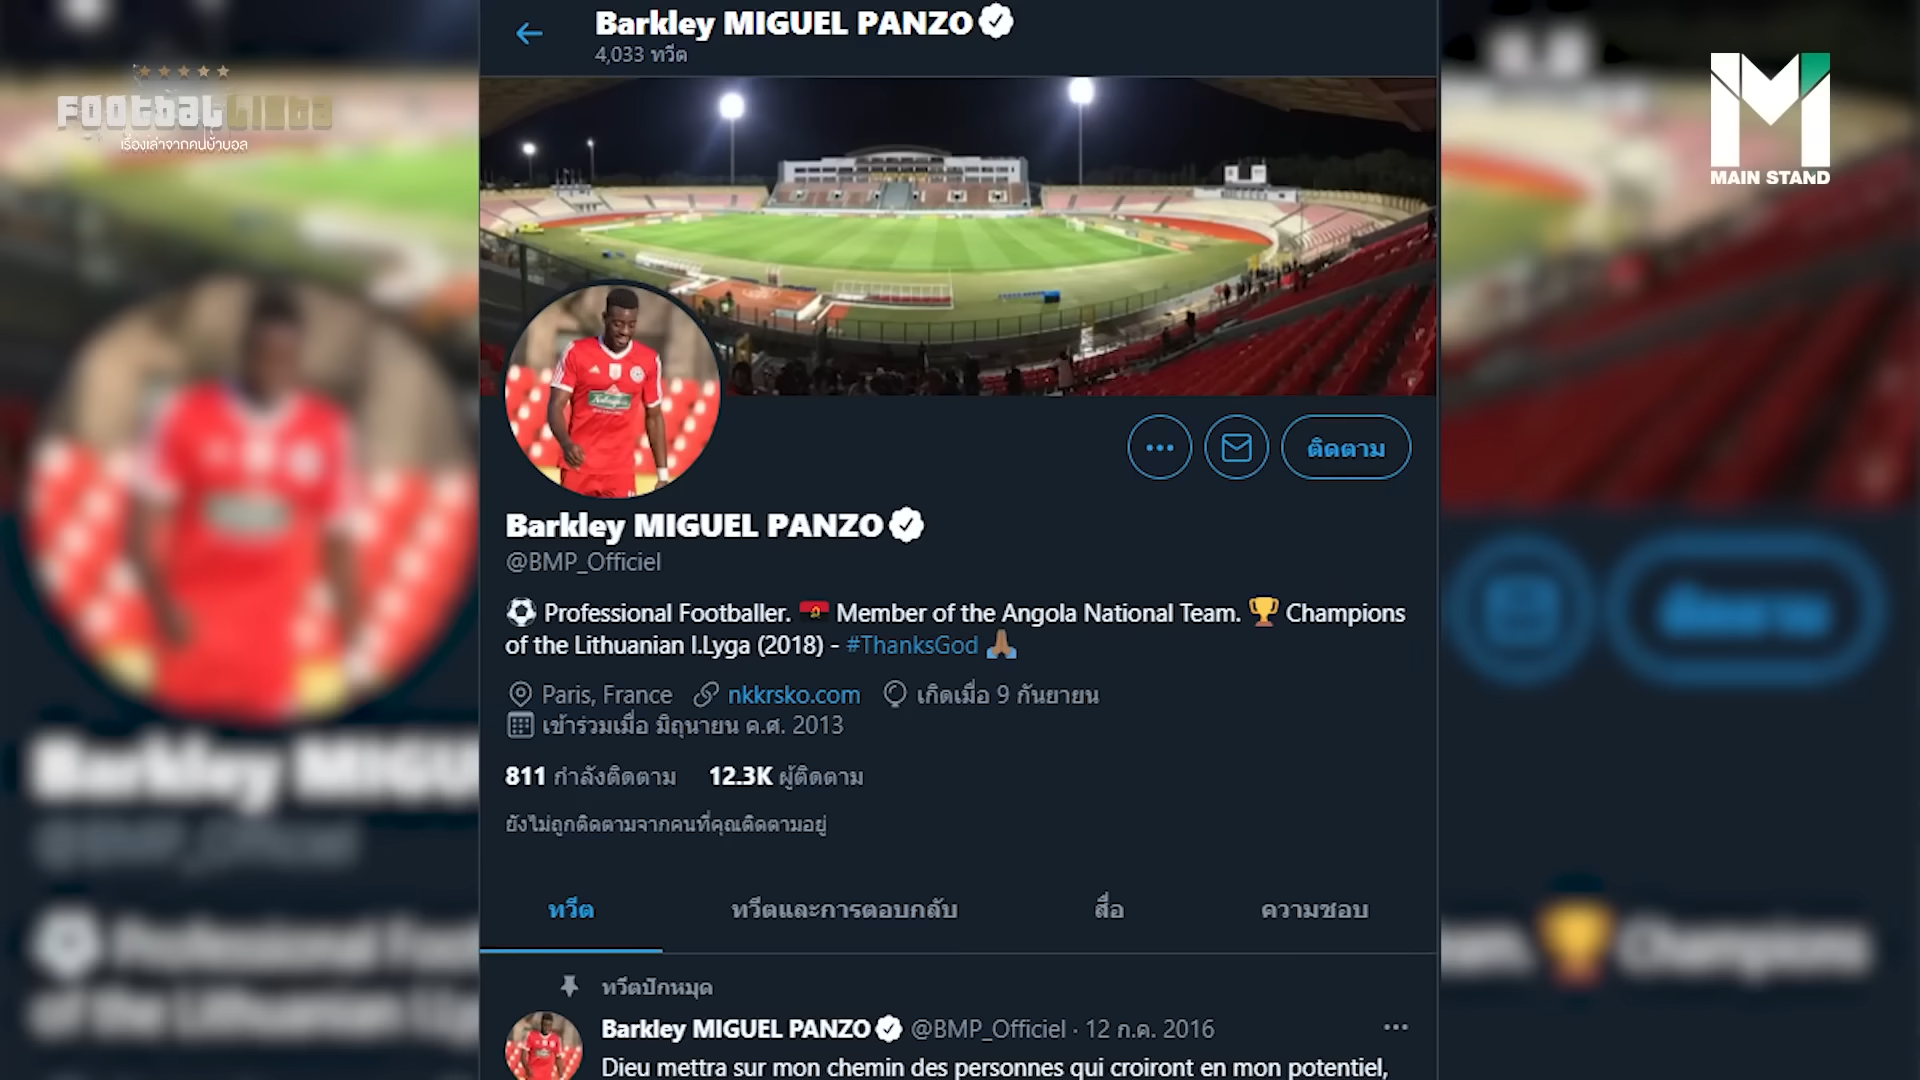 FOOTbaLLiSta
เรื่องเล่าจากคนบ้าบอล
MAIN STAND
Barkley MIGUEL PANZO
4,033 ทวีต
ติดตาม
Barkley MIGUEL PANZO
@BMP_Officiel
Professional Footballer. 🇦🇴 Member of the Angola National Team. 🏆 Champions
of the Lithuanian I.Lyga (2018) - #ThanksGod 🙏🏽
Paris, France nkkrsko.com เกิดเมื่อ 9 กันยายน
เข้าร่วมเมื่อ มิถุนายน ค.ศ. 2013
811 กำลังติดตาม 12.3K ผู้ติดตาม
ยังไม่ถูกติดตามจากคนที่คุณติดตามอยู่
ทวีต ทวีตและการตอบกลับ สื่อ ความชอบ
ทวีตปักหมุด
Barkley MIGUEL PANZO @BMP_Officiel · 12 ก.ค. 2016
Dieu mettra sur mon chemin des personnes qui croiront en mon potentiel,